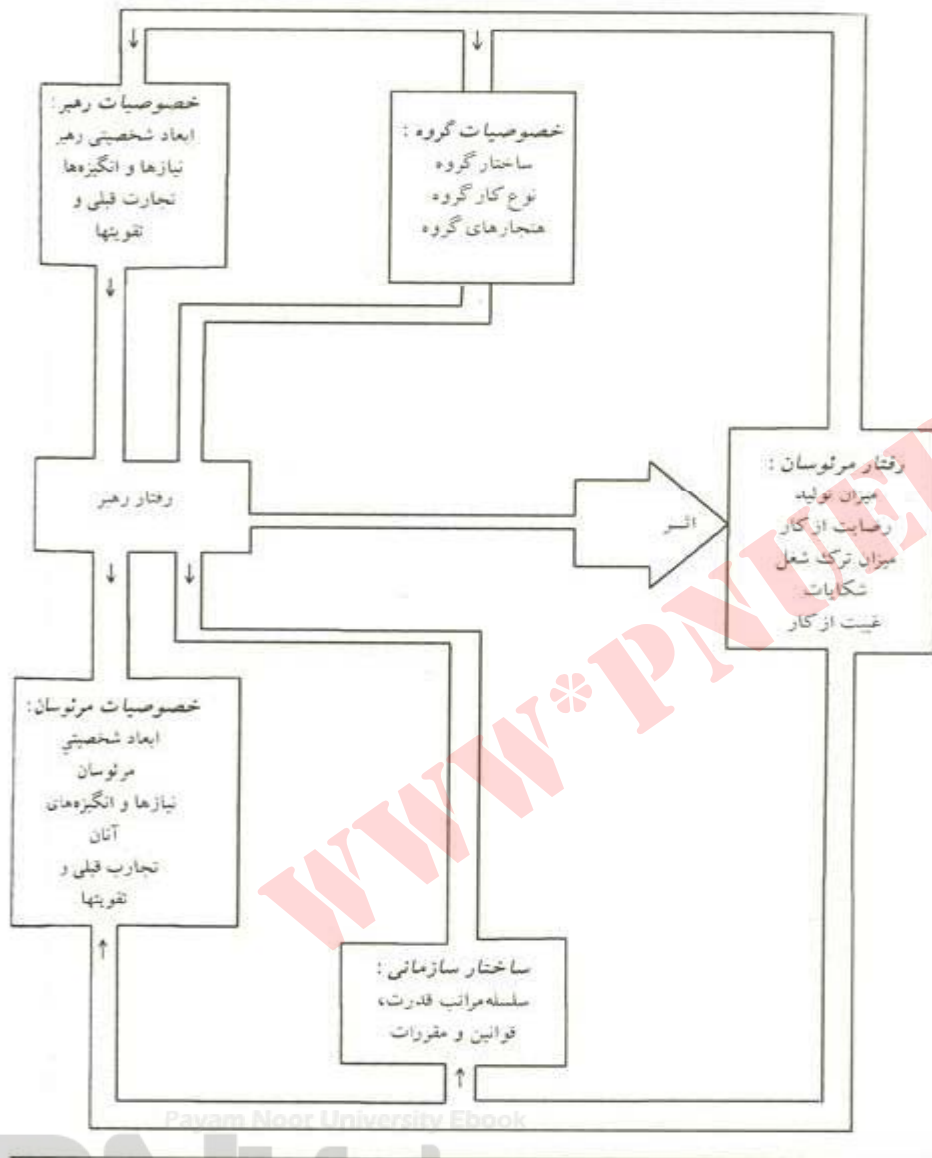 خصوصیات رهبر :
ابعاد شخصیتی رهبر
نیازها و انگیزه‌ها
تجارت قبلی و
تقویتها
خصوصیات گروه :
ساختار گروه
نوع کار گروه
هنجارهای گروه
رفتار رهبر
اثر
رفتار مرئوسان :
میزان تولید
رضایت از کار
میزان ترک شغل
شکایات
غیبت از کار
خصوصیات مرئوسان:
ابعاد شخصیتی
مرئوسان
نیازها و انگیزه‌های
آنان
تجارب قبلی و
تقویتها
ساختار سازمانی :
سلسله مراتب قدرت،
قوانین و مقررات
WWW*PNUE
Payam Noor University Ebook